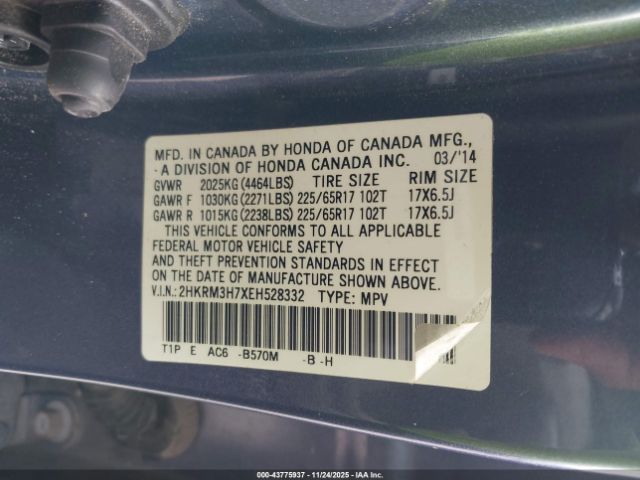 MFD. IN CANADA BY HONDA OF CANADA MFG.,
-A DIVISION OF HONDA CANADA INC. 03/'14
GVWR 2025KG (4464LBS) TIRE SIZE RIM SIZE
GAWR F 1030KG (2271LBS) 225/65R17 102T 17X6.5J
GAWR R 1015KG (2238LBS) 225/65R17 102T 17X6.5J
THIS VEHICLE CONFORMS TO ALL APPLICABLE
FEDERAL MOTOR VEHICLE SAFETY
AND THEFT PREVENTION STANDARDS IN EFFECT
ON THE DATE OF MANUFACTURE SHOWN ABOVE.
V.I.N.: 2HKRM3H7XEH528332 TYPE: MPV
T1P E AC6 -B570M -B -H
000-43775937 - 11/24/2025 - IAA Inc.